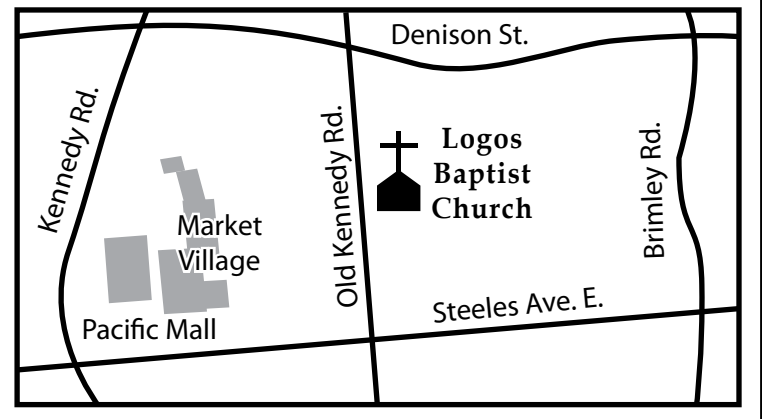 Denison St.
Kennedy Rd.
Old Kennedy Rd.
Logos
Baptist
Church
Brimley Rd.
Market
Village
Steeles Ave. E.
Pacific Mall